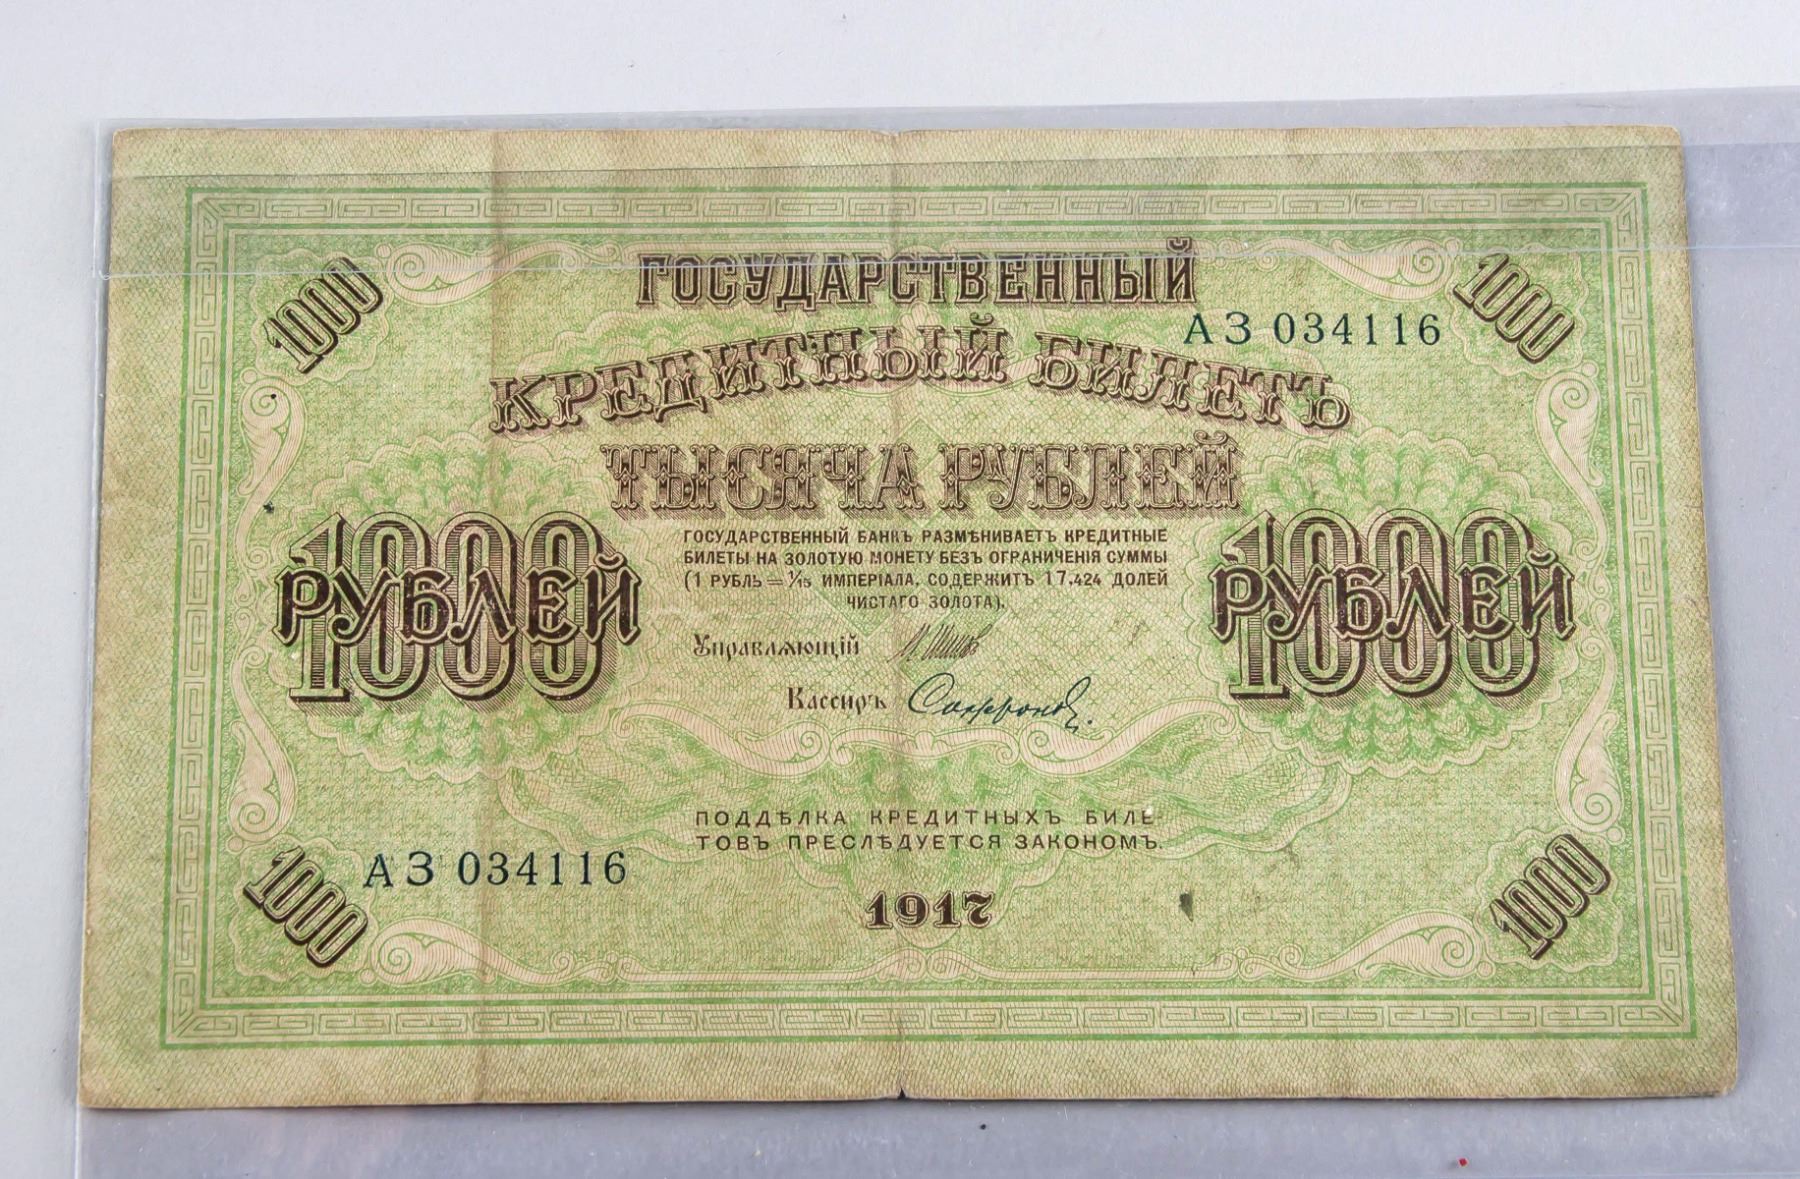 1000
ГОСУДАРСТВЕННЫЙ
1000
АЗ 034116
КРЕДИТНЫЙ БИЛЕТЪ
ТЫСЯЧА РУБЛЕЙ
1000
РУБЛЕЙ
ГОСУДАРСТВЕННЫЙ БАНКЪ РАЗМѢНИВАЕТЪ КРЕДИТНЫЕ
БИЛЕТЫ НА ЗОЛОТУЮ МОНЕТУ БЕЗЪ ОГРАНИЧЕНІЯ СУММЫ
(1 РУБЛЬ = 1/15 ИМПЕРІАЛА, СОДЕРЖИТЪ 17,424 ДОЛЕЙ
ЧИСТАГО ЗОЛОТА).
1000
РУБЛЕЙ
Управляющій И. Шипов
Кассиръ Сафронов
ПОДДѢЛКА КРЕДИТНЫХЪ БИЛЕ-
ТОВЪ ПРЕСЛѢДУЕТСЯ ЗАКОНОМЪ.
АЗ 034116
1000
1917
1000